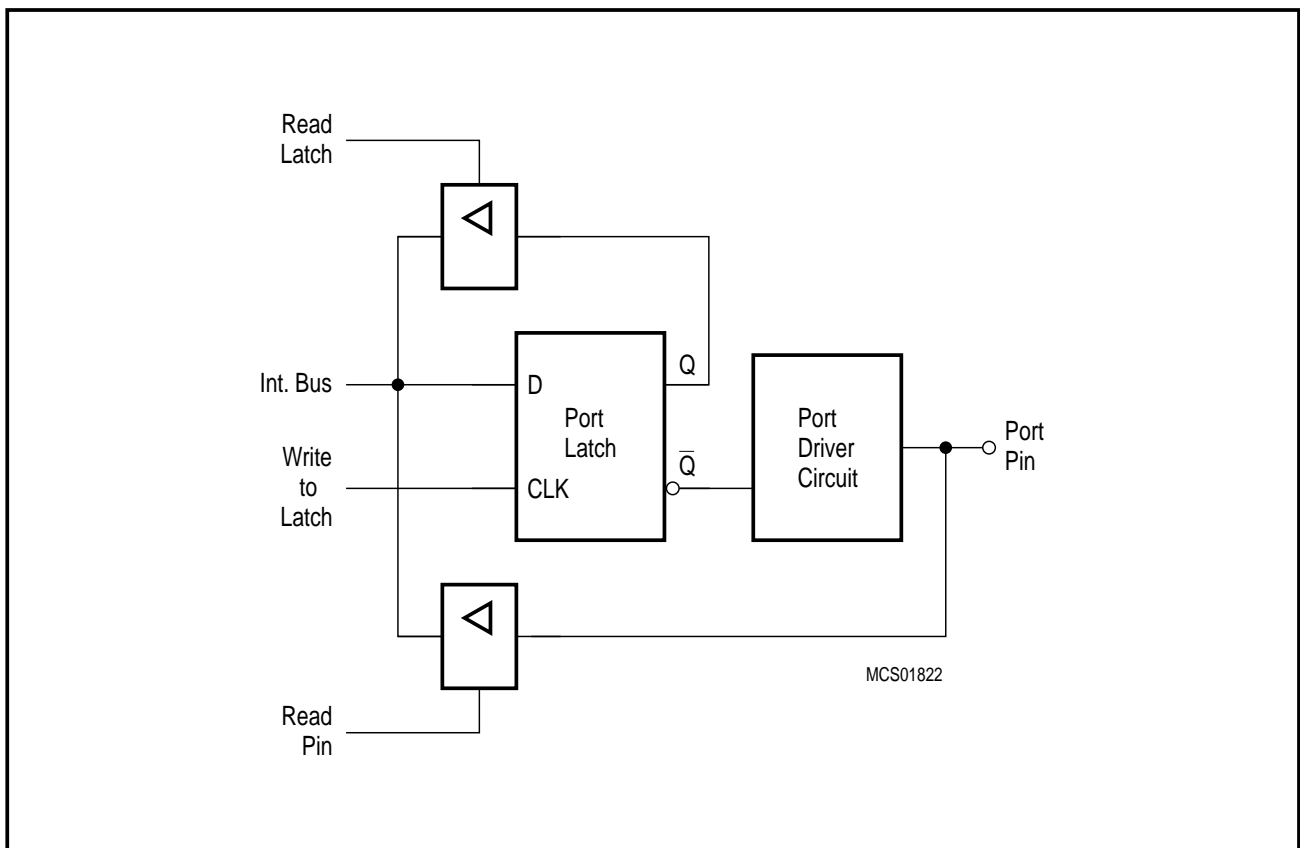 Read
Latch
Int. Bus
D
Q
Port
Latch
Port
Driver
Circuit
Port
Pin
Write
to
Latch
CLK
Q̅
MCS01822
Read
Pin